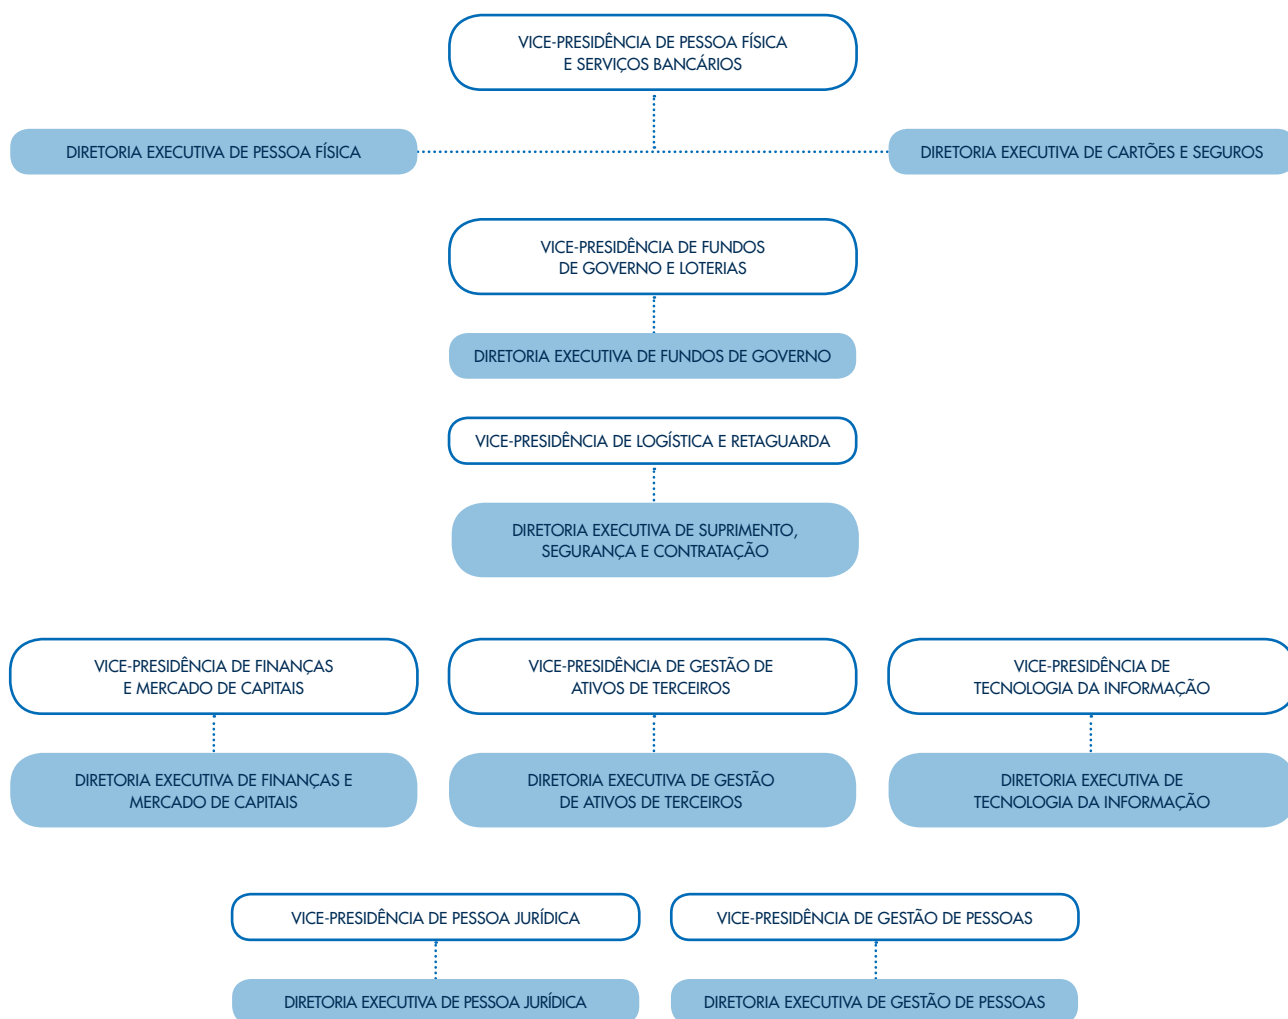 VICE-PRESIDÊNCIA DE PESSOA FÍSICA
E SERVIÇOS BANCÁRIOS
DIRETORIA EXECUTIVA DE PESSOA FÍSICA
DIRETORIA EXECUTIVA DE CARTÕES E SEGUROS
VICE-PRESIDÊNCIA DE FUNDOS
DE GOVERNO E LOTERIAS
DIRETORIA EXECUTIVA DE FUNDOS DE GOVERNO
VICE-PRESIDÊNCIA DE LOGÍSTICA E RETAGUARDA
DIRETORIA EXECUTIVA DE SUPRIMENTO,
SEGURANÇA E CONTRATAÇÃO
VICE-PRESIDÊNCIA DE FINANÇAS
E MERCADO DE CAPITAIS
VICE-PRESIDÊNCIA DE GESTÃO DE
ATIVOS DE TERCEIROS
VICE-PRESIDÊNCIA DE
TECNOLOGIA DA INFORMAÇÃO
DIRETORIA EXECUTIVA DE FINANÇAS E
MERCADO DE CAPITAIS
DIRETORIA EXECUTIVA DE GESTÃO
DE ATIVOS DE TERCEIROS
DIRETORIA EXECUTIVA DE
TECNOLOGIA DA INFORMAÇÃO
VICE-PRESIDÊNCIA DE PESSOA JURÍDICA
VICE-PRESIDÊNCIA DE GESTÃO DE PESSOAS
DIRETORIA EXECUTIVA DE PESSOA JURÍDICA
DIRETORIA EXECUTIVA DE GESTÃO DE PESSOAS